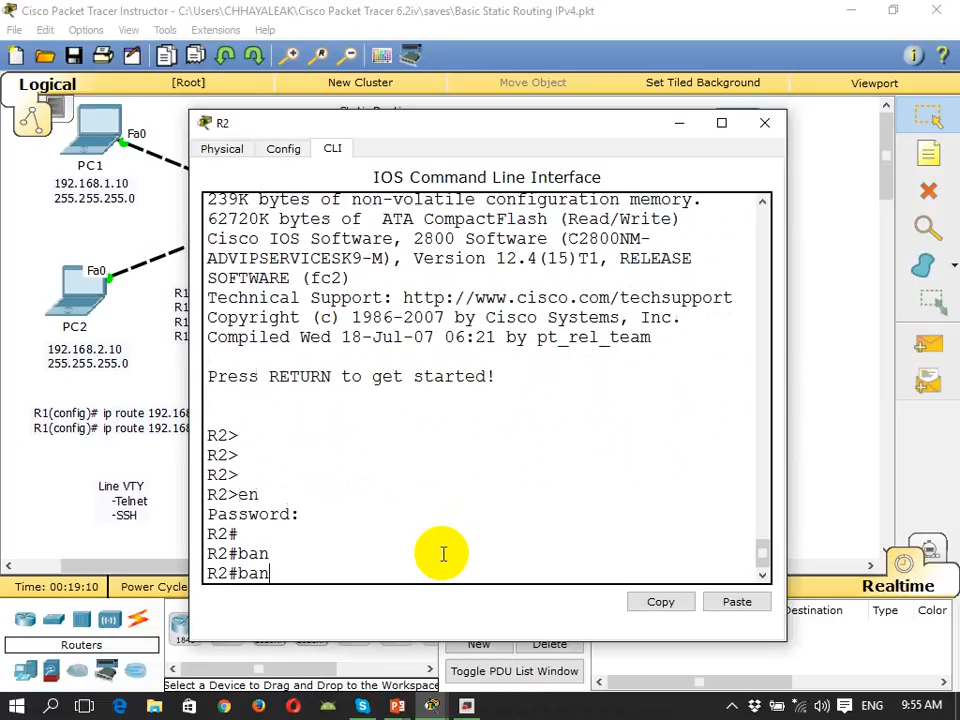 Cisco Packet Tracer Instructor - C:\Users\CHHAYALEAK\Cisco Packet Tracer 6.2iv\saves\Basic Static Routing IPv4.pkt
File Edit Options View Tools Extensions Help
Logical [Root] New Cluster Move Object Set Tiled Background Viewport
Fa0
PC1
192.168.1.10
255.255.255.0
Fa0
PC2
192.168.2.10
255.255.255.0
R1
R1
R1
R1
R1(config)# ip route 192.168
R1(config)# ip route 192.168
Line VTY
-Telnet
-SSH
R2
Physical Config CLI
IOS Command Line Interface
239K bytes of non-volatile configuration memory.
62720K bytes of ATA CompactFlash (Read/Write)
Cisco IOS Software, 2800 Software (C2800NM-
ADVIPSERVICESK9-M), Version 12.4(15)T1, RELEASE
SOFTWARE (fc2)
Technical Support: http://www.cisco.com/techsupport
Copyright (c) 1986-2007 by Cisco Systems, Inc.
Compiled Wed 18-Jul-07 06:21 by pt_rel_team
Press RETURN to get started!
R2>
R2>
R2>
R2>en
Password:
R2#
R2#ban
R2#ban
Copy Paste
Time: 00:19:10 Power Cycle
Realtime
Routers
New Delete
Toggle PDU List Window
Destination Type Color
Select a Device to Drag and Drop to the Workspace
ENG 9:55 AM